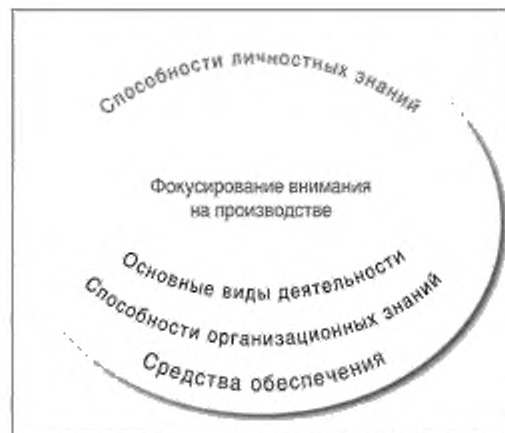 Способности личностных знаний
Фокусирование внимания
на производстве
Основные виды деятельности
Способности организационных знаний
Средства обеспечения